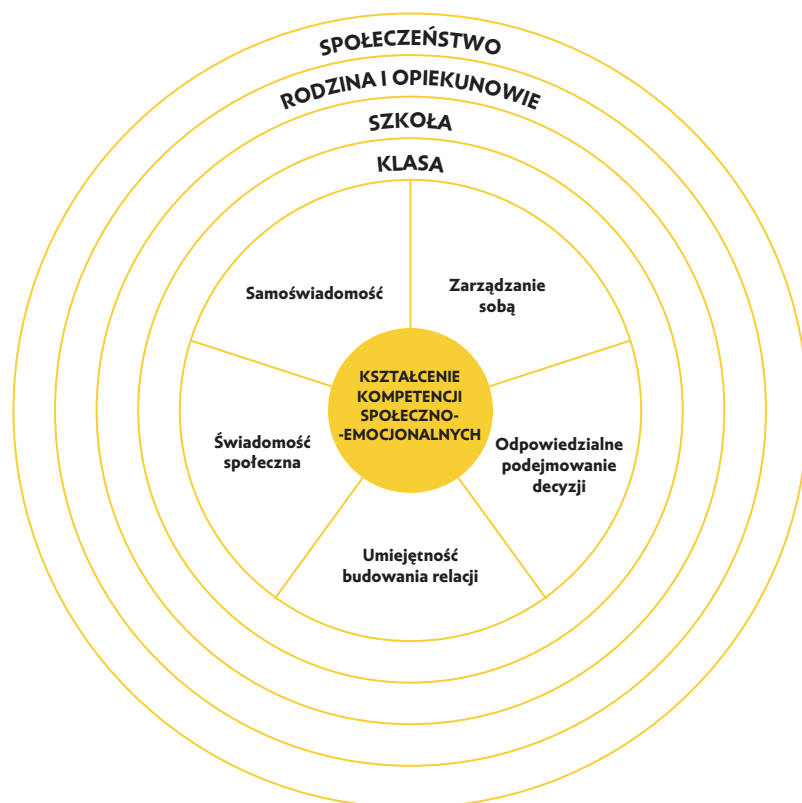 SPOŁECZEŃSTWO
RODZINA I OPIEKUNOWIE
SZKOŁA
KLASA
Samoświadomość
Zarządzanie
sobą
KSZTAŁCENIE
KOMPETENCJI
SPOŁECZNO-
-EMOCJONALNYCH
Świadomość
społeczna
Odpowiedzialne
podejmowanie
decyzji
Umiejętność
budowania relacji